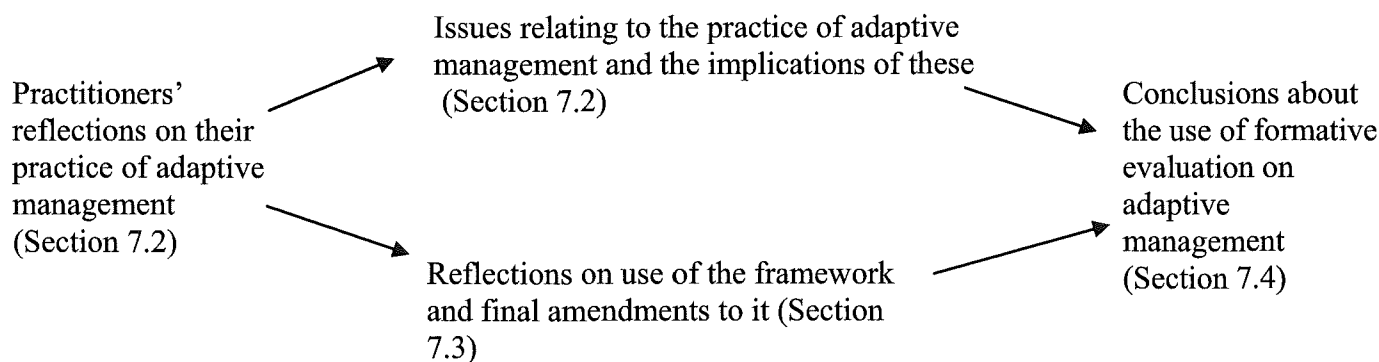 Practitioners'
reflections on their
practice of adaptive
management
(Section 7.2)
Issues relating to the practice of adaptive
management and the implications of these
(Section 7.2)
Reflections on use of the framework
and final amendments to it (Section
7.3)
Conclusions about
the use of formative
evaluation on
adaptive
management
(Section 7.4)